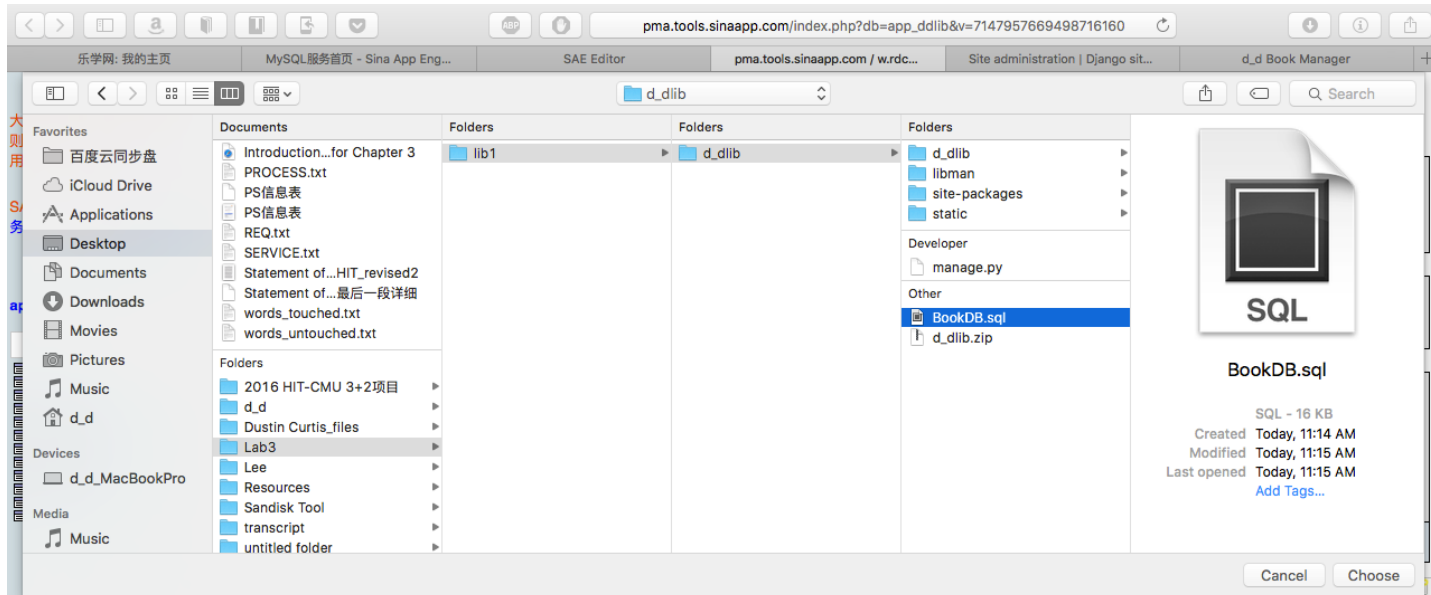 pma.tools.sinaapp.com/index.php?db=app_ddlib&v=7147957669498716160
乐学网: 我的主页
MySQL服务首页 - Sina App Eng...
SAE Editor
pma.tools.sinaapp.com / w.rdc...
Site administration | Django sit...
d_d Book Manager
d_dlib
Search
大
则
用
务
Favorites
百度云同步盘
iCloud Drive
Applications
Desktop
Documents
Downloads
Movies
Pictures
Music
d_d
Devices
d_d_MacBookPro
Media
Music
Documents
Introduction...for Chapter 3
PROCESS.txt
PS信息表
PS信息表
REQ.txt
SERVICE.txt
Statement of...HIT_revised2
Statement of...最后一段详细
words_touched.txt
words_untouched.txt
Folders
2016 HIT-CMU 3+2项目
d_d
Dustin Curtis_files
Lab3
Lee
Resources
Sandisk Tool
transcript
untitled folder
Folders
lib1
Folders
d_dlib
Folders
d_dlib
libman
site-packages
static
Developer
manage.py
Other
BookDB.sql
d_dlib.zip
SQL
BookDB.sql
SQL - 16 KB
Created Today, 11:14 AM
Modified Today, 11:15 AM
Last opened Today, 11:15 AM
Add Tags...
Cancel
Choose
ABP